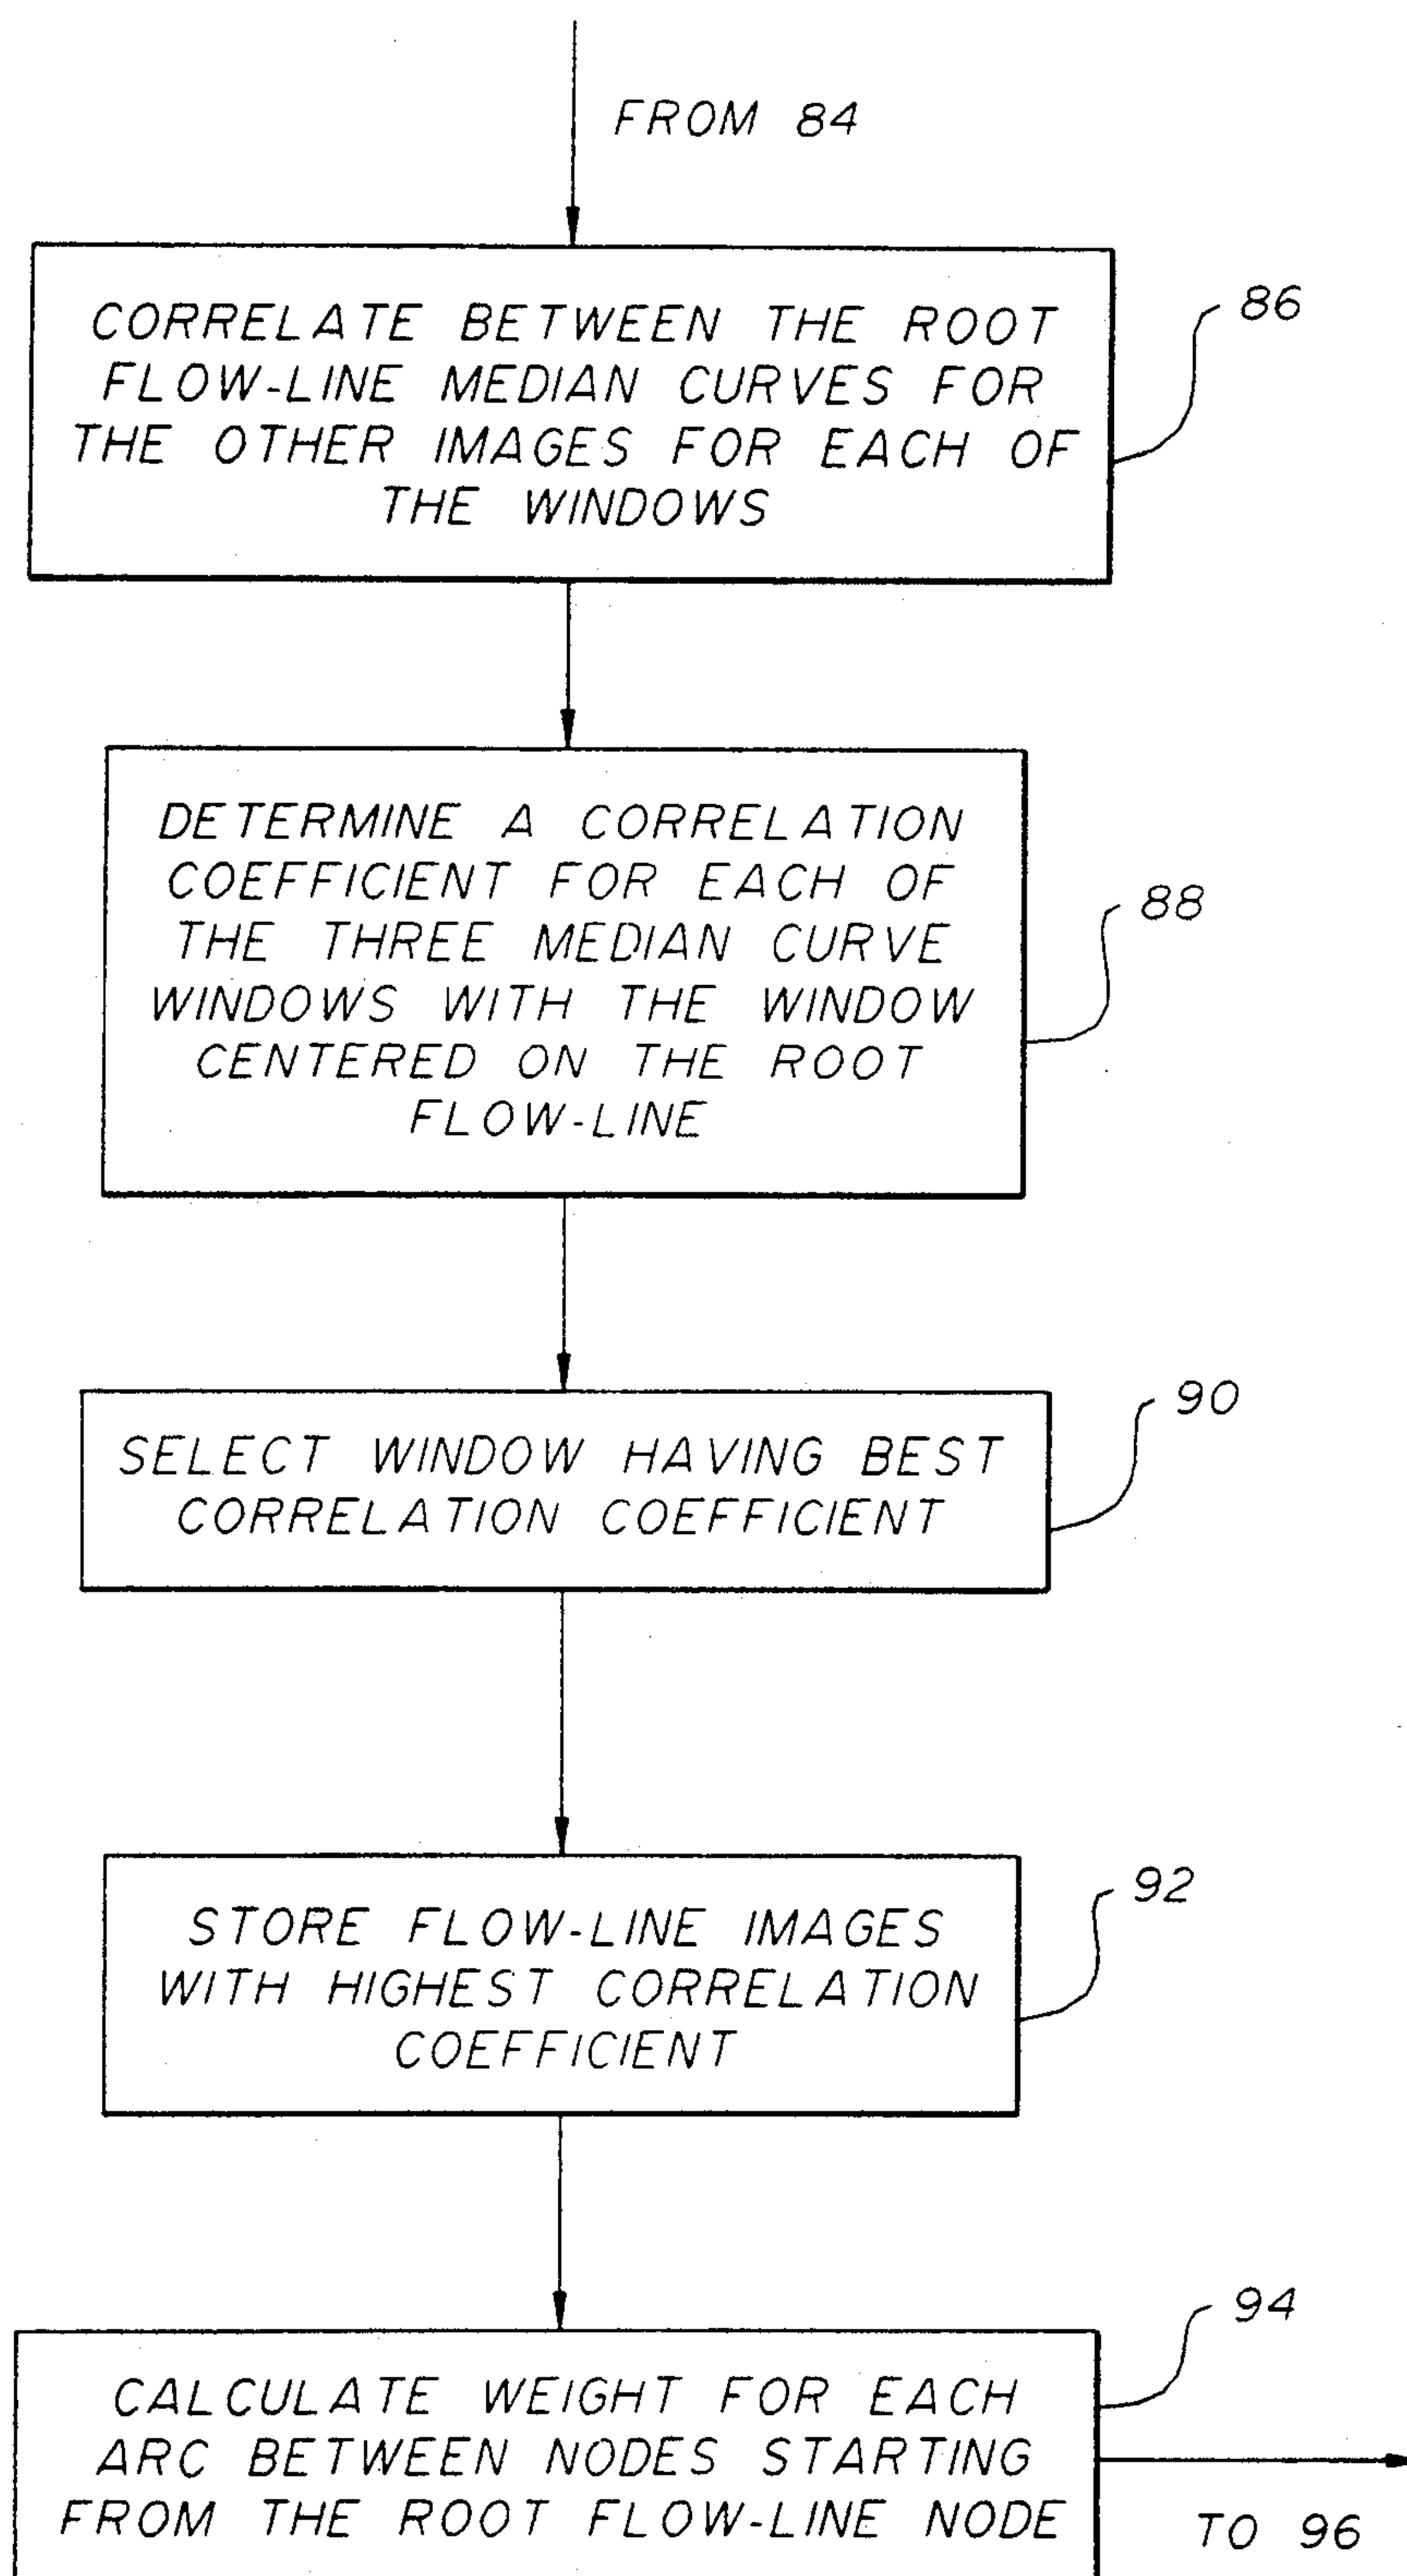 FROM 84
CORRELATE BETWEEN THE ROOT
FLOW-LINE MEDIAN CURVES FOR
THE OTHER IMAGES FOR EACH OF
THE WINDOWS
86
DETERMINE A CORRELATION
COEFFICIENT FOR EACH OF
THE THREE MEDIAN CURVE
WINDOWS WITH THE WINDOW
CENTERED ON THE ROOT
FLOW-LINE
88
SELECT WINDOW HAVING BEST
CORRELATION COEFFICIENT
90
STORE FLOW-LINE IMAGES
WITH HIGHEST CORRELATION
COEFFICIENT
92
CALCULATE WEIGHT FOR EACH
ARC BETWEEN NODES STARTING
FROM THE ROOT FLOW-LINE NODE
94
TO 96